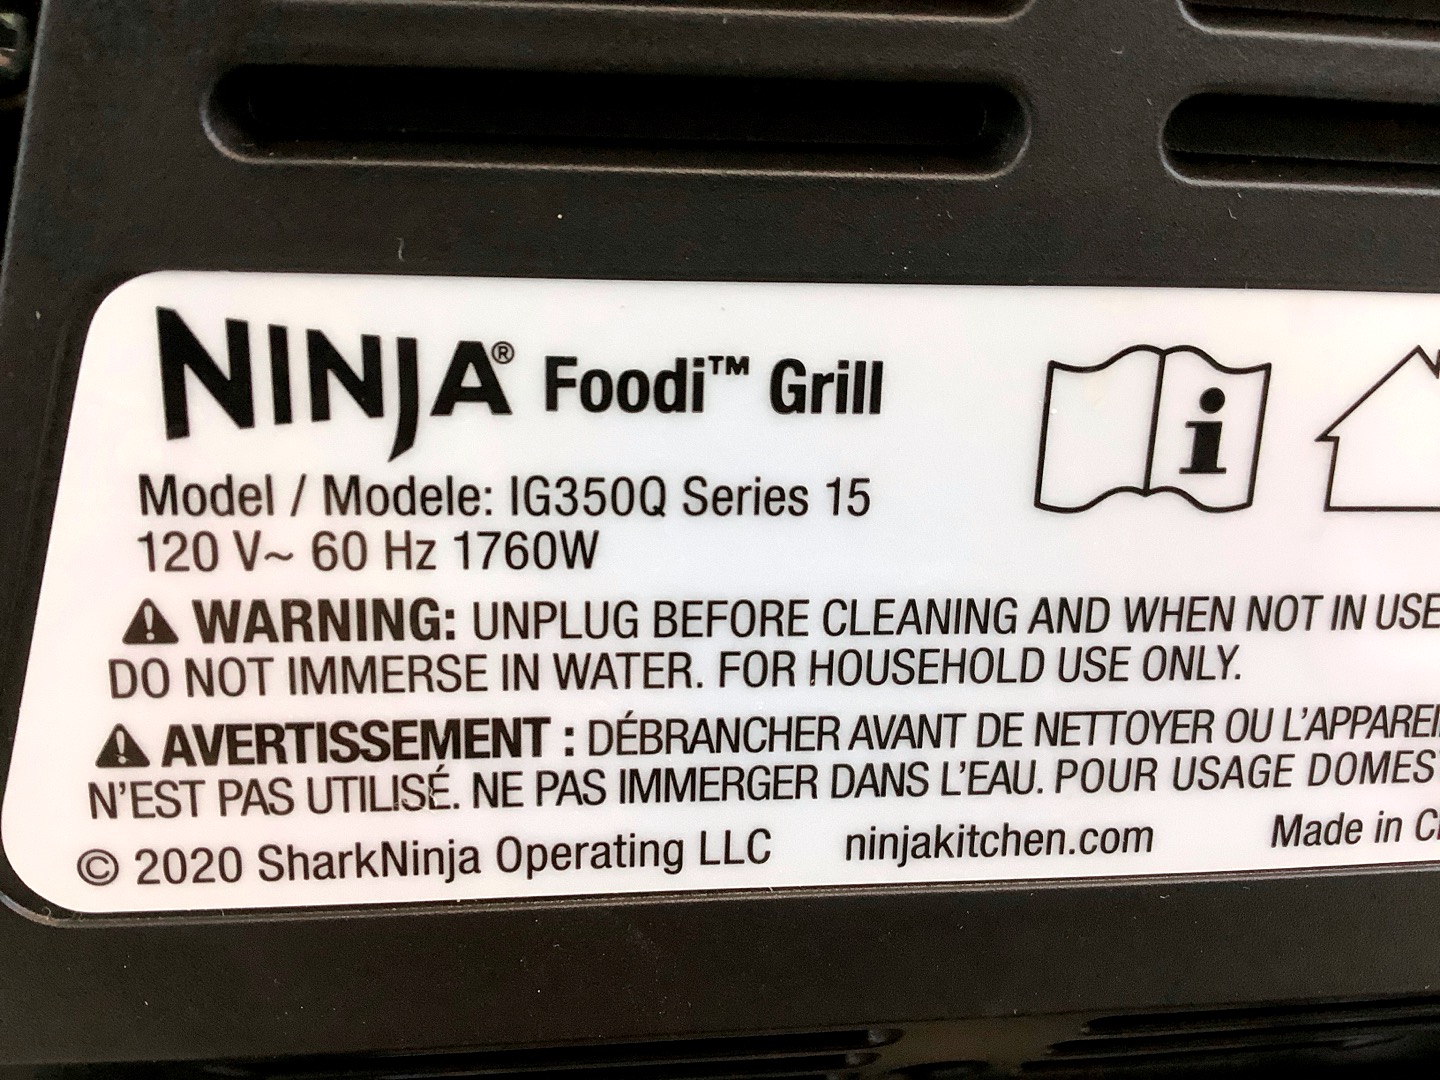 NINJA® Foodi™ Grill
Model / Modele: IG350Q Series 15
120 V~ 60 Hz 1760W
WARNING: UNPLUG BEFORE CLEANING AND WHEN NOT IN USE
DO NOT IMMERSE IN WATER. FOR HOUSEHOLD USE ONLY.
AVERTISSEMENT : DÉBRANCHER AVANT DE NETTOYER OU
N'EST PAS UTILISÉ. NE PAS IMMERGER DANS L'EAU. POUR USAGE
© 2020 SharkNinja Operating LLC ninjakitchen.com Made in